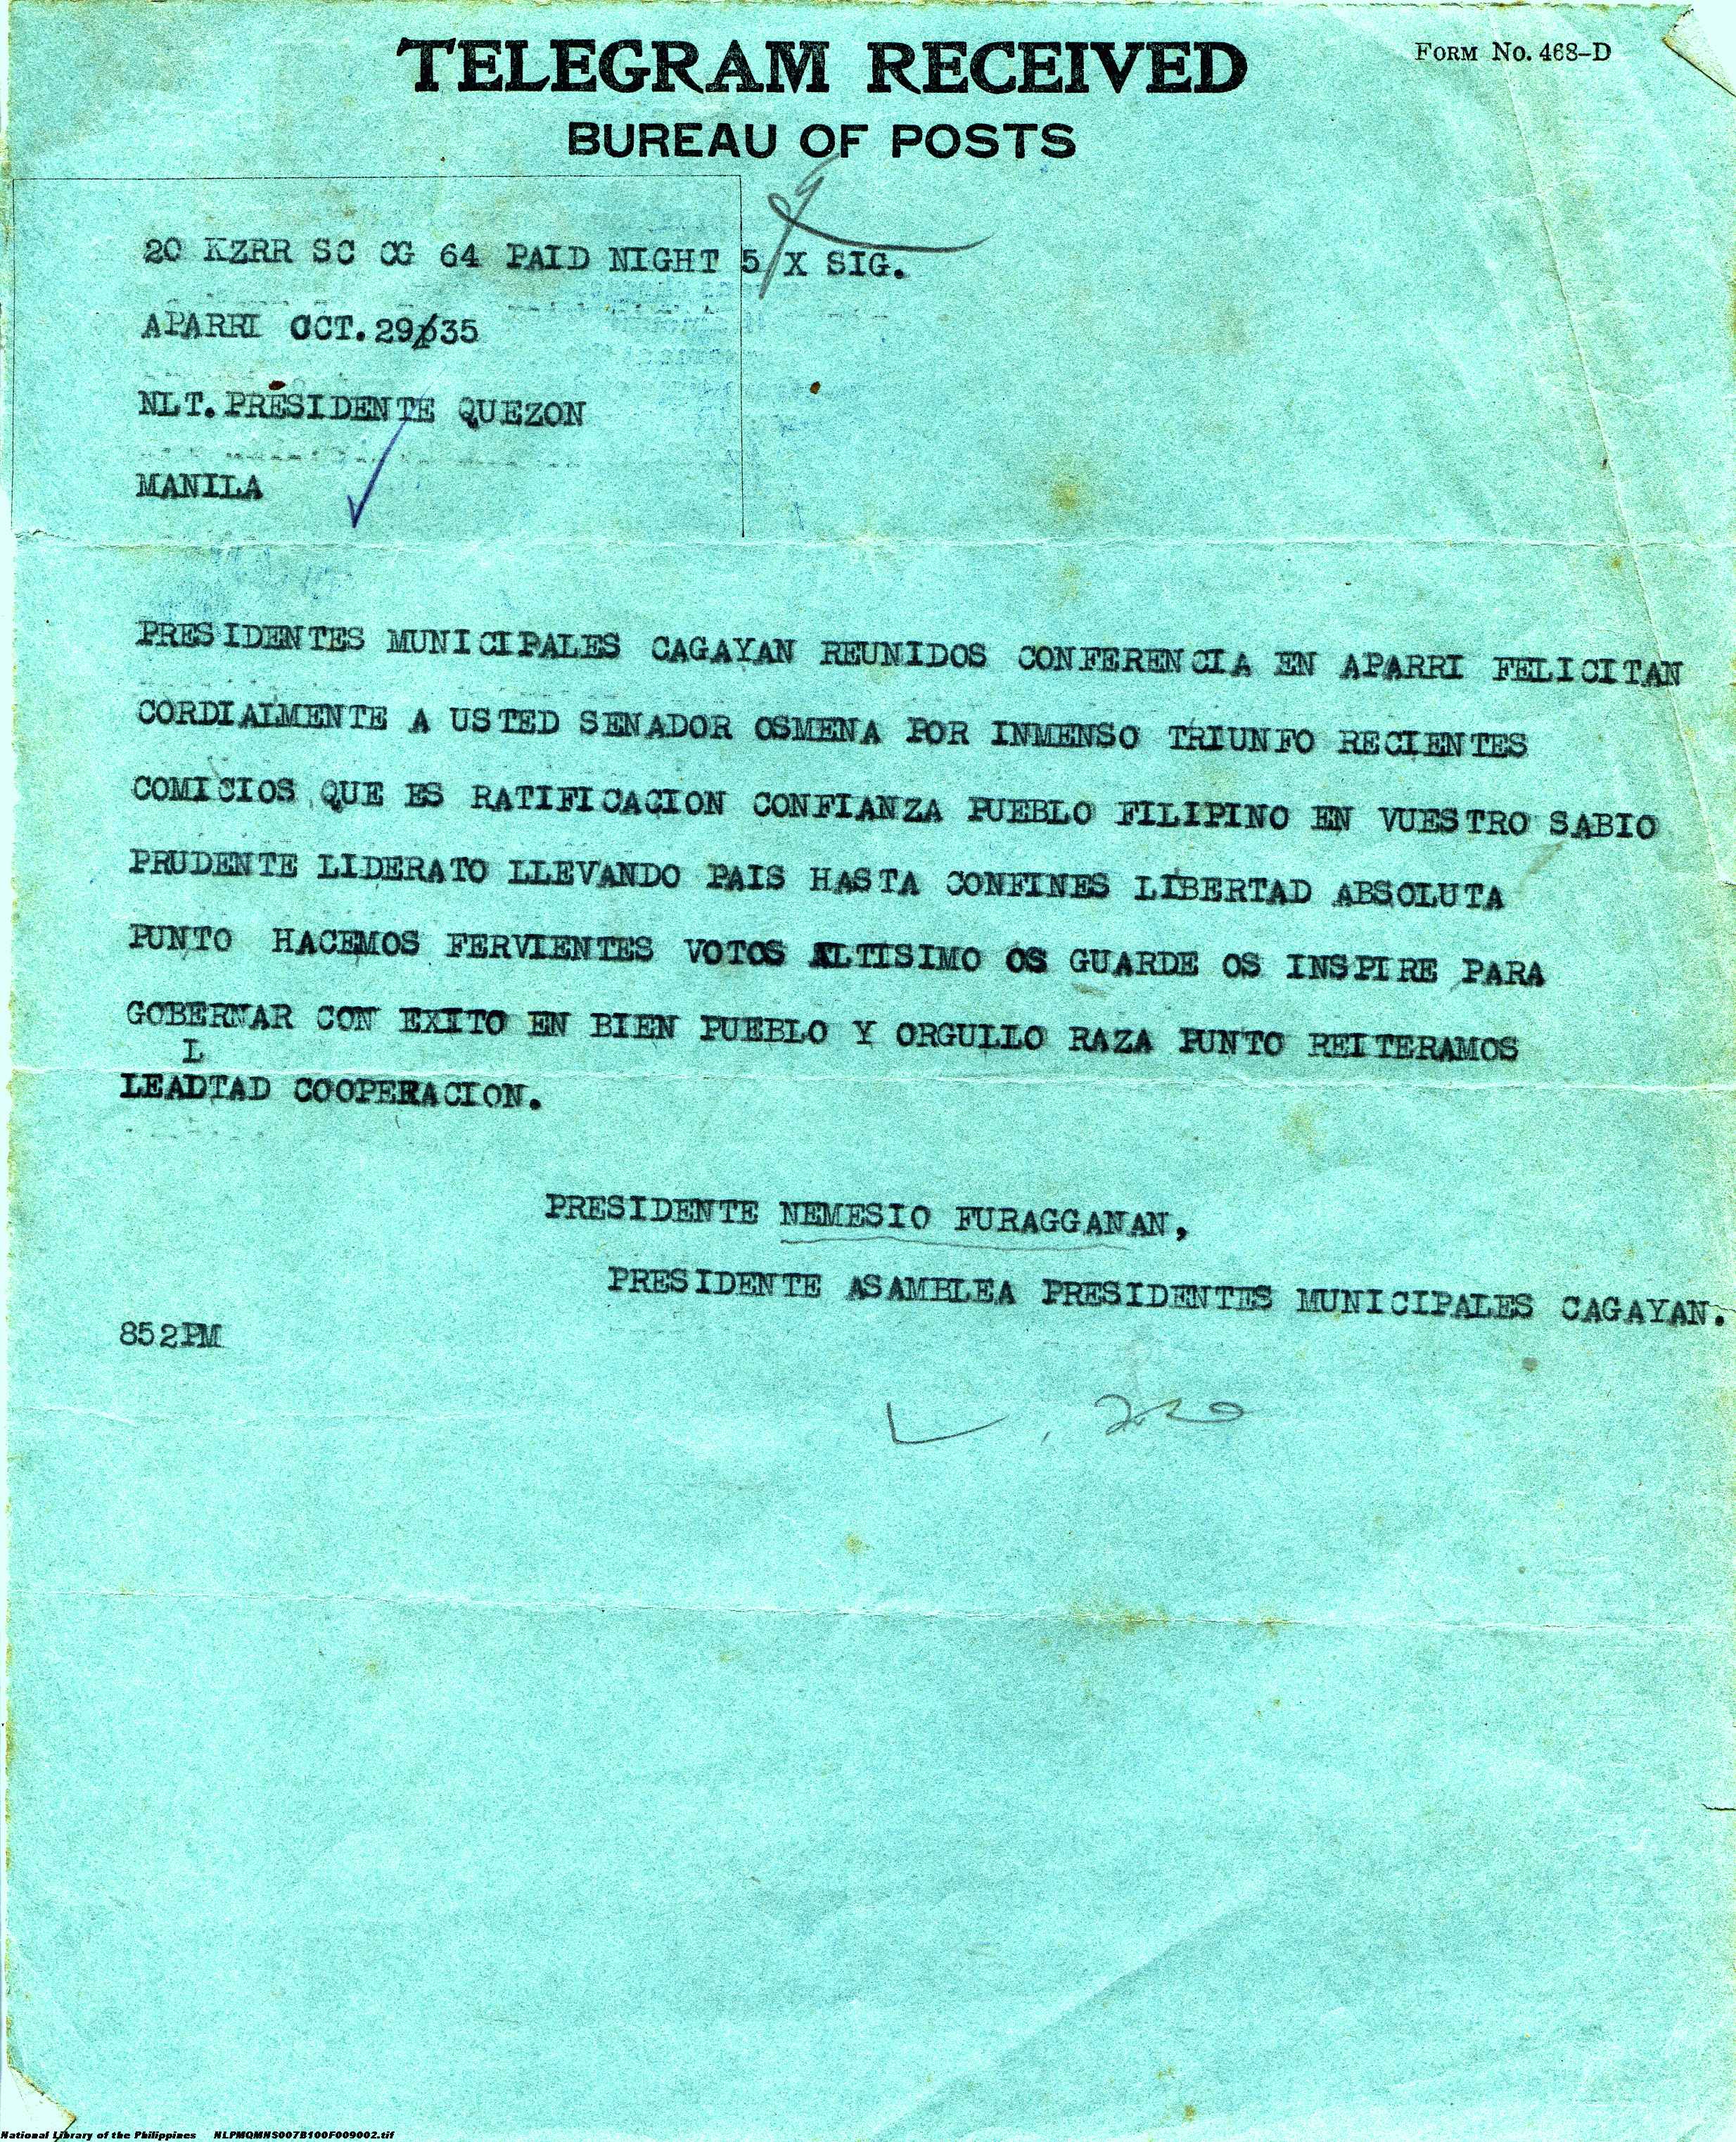 TELEGRAM RECEIVED
FORM NO. 468-D
BUREAU OF POSTS
20 KZRR SC CG 64 PAID NIGHT 5/X SIG.
APARRI OCT. 29/35
NLT. PRESIDENTE QUEZON
MANILA
PRESIDENTES MUNICIPALES CAGAYAN REUNIDOS CONFERENCIA EN APARRI FELICITAN
CORDIALMENTE A USTED SENADOR OSMENA POR INMENSO TRIUNFO RECIENTES
COMICIOS QUE ES RATIFICACION CONFIANZA PUEBLO FILIPINO EN VUESTRO SABIO
PRUDENTE LIDERATO LLEVANDO PAIS HASTA CONFINES LIBERTAD ABSOLUTA
PUNTO HACEMOS FERVIENTES VOTOS ALTISIMO OS GUARDE OS INSPIRE PARA
GOBERNAR CON EXITO EN BIEN PUEBLO Y ORGULLO RAZA PUNTO REITERAMOS
L
LEADTAD COOPERACION.
PRESIDENTE NEMESIO FURAGGANAN,
PRESIDENTE ASAMBLEA PRESIDENTES MUNICIPALES CAGAYAN.
852PM
National Library of the Philippines NLPMQMNS007B100F009002.tif